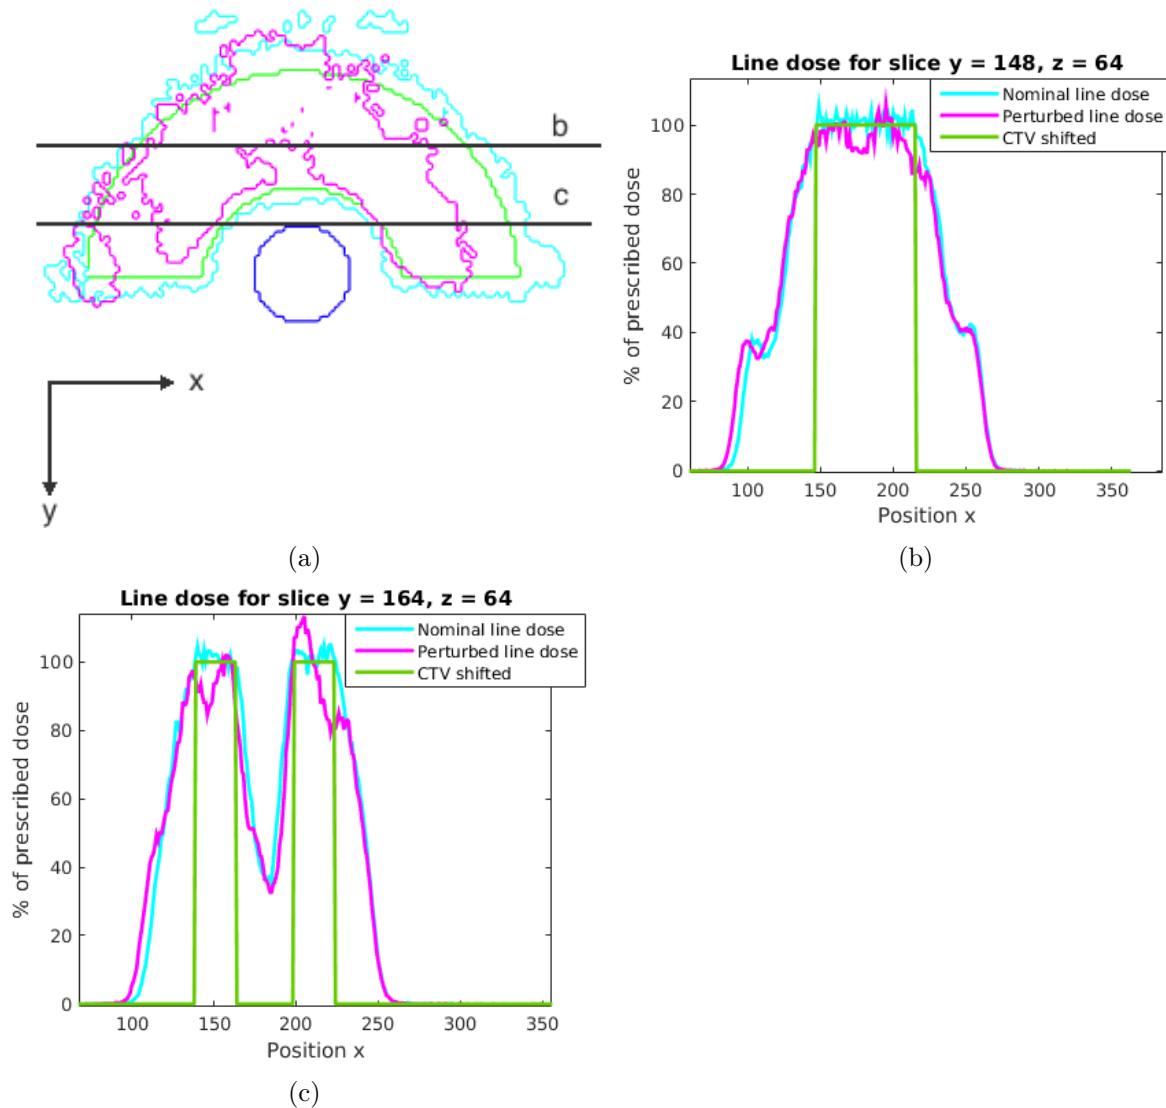 b
c
x
y
(a)
Line dose for slice y = 148, z = 64
Nominal line dose
Perturbed line dose
CTV shifted
100
80
60
40
20
0
100 150 200 250 300 350
% of prescribed dose
Position x
(b)
Line dose for slice y = 164, z = 64
Nominal line dose
Perturbed line dose
CTV shifted
100
80
60
40
20
0
100 150 200 250 300 350
% of prescribed dose
Position x
(c)